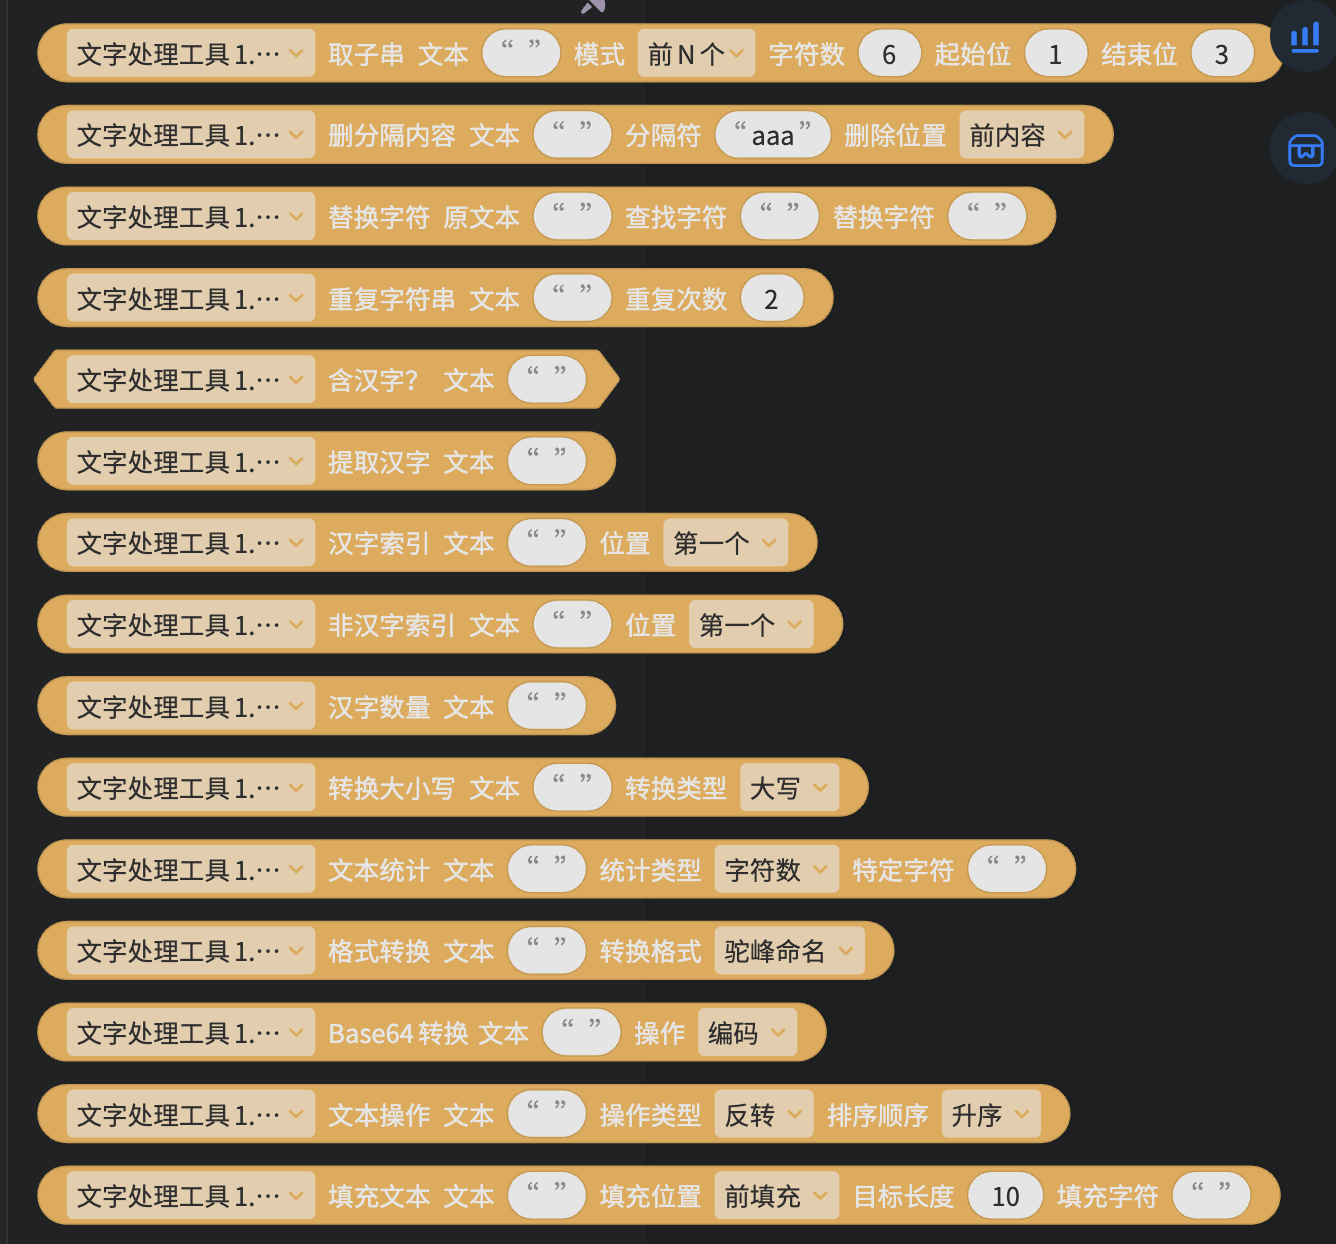 文字处理工具1.… 取子串 文本 “ ” 模式 前N个 字符数 6 起始位 1 结束位 3
文字处理工具1.… 删分隔内容 文本 “ ” 分隔符 “aaa” 删除位置 前内容
文字处理工具1.… 替换字符 原文本 “ ” 查找字符 “ ” 替换字符 “ ”
文字处理工具1.… 重复字符串 文本 “ ” 重复次数 2
文字处理工具1.… 含汉字? 文本 “ ”
文字处理工具1.… 提取汉字 文本 “ ”
文字处理工具1.… 汉字索引 文本 “ ” 位置 第一个
文字处理工具1.… 非汉字索引 文本 “ ” 位置 第一个
文字处理工具1.… 汉字数量 文本 “ ”
文字处理工具1.… 转换大小写 文本 “ ” 转换类型 大写
文字处理工具1.… 文本统计 文本 “ ” 统计类型 字符数 特定字符 “ ”
文字处理工具1.… 格式转换 文本 “ ” 转换格式 驼峰命名
文字处理工具1.… Base64转换 文本 “ ” 操作 编码
文字处理工具1.… 文本操作 文本 “ ” 操作类型 反转 排序顺序 升序
文字处理工具1.… 填充文本 文本 “ ” 填充位置 前填充 目标长度 10 填充字符 “ ”